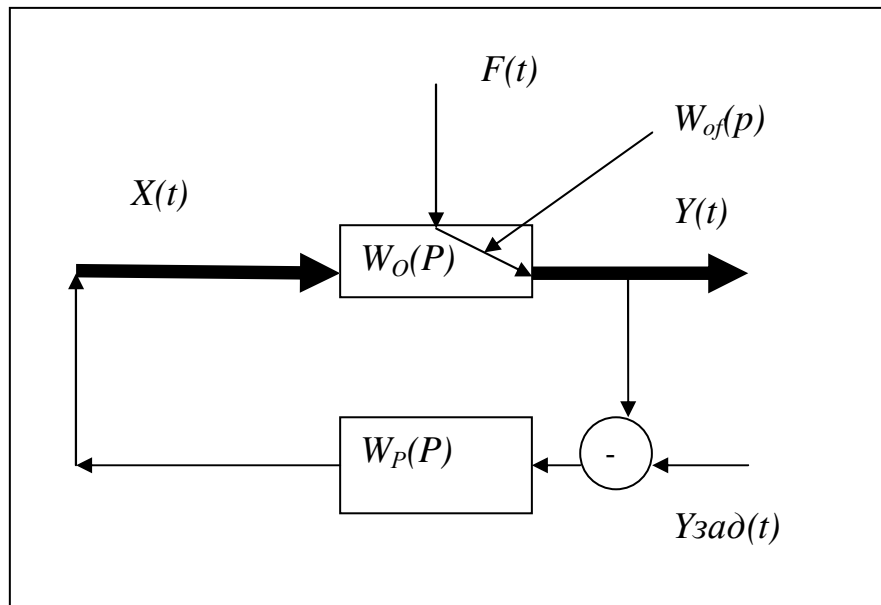 F(t)
W_of(p)
X(t)
Y(t)
W_O(P)
W_P(P)
-
Yзад(t)